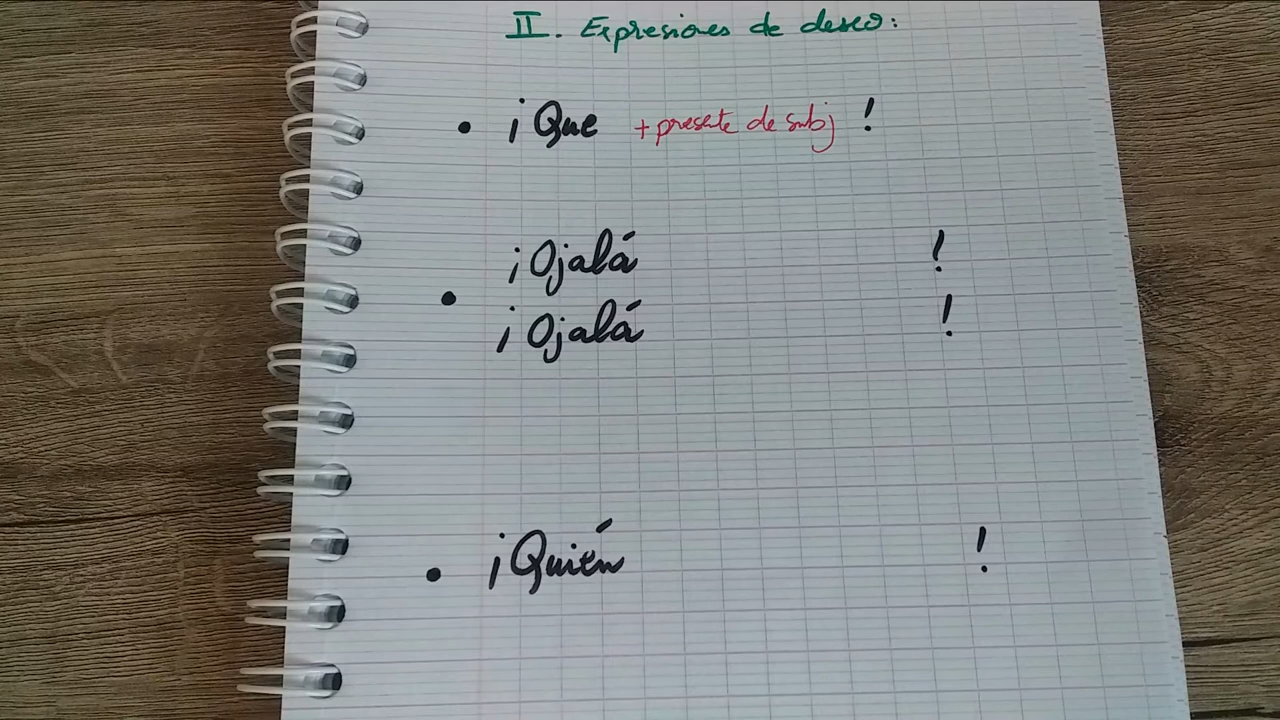 II. Expresiones de deseo:
• ¡Que + presente de subj !
¡Ojalá !
• ¡Ojalá !
• ¡Quién !